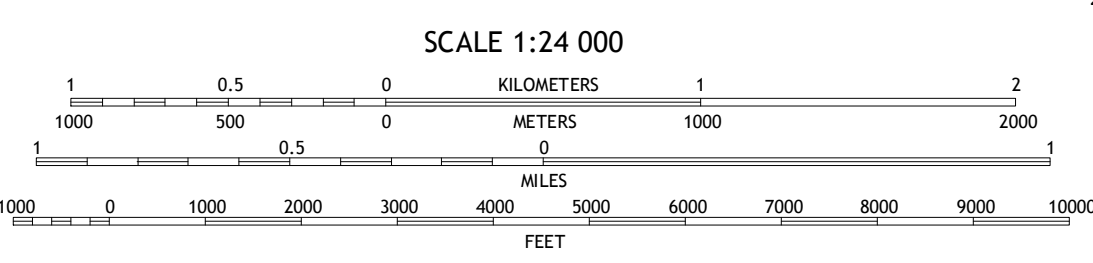 SCALE 1:24 000
1 0.5 0 KILOMETERS 1 2
1000 500 0 METERS 1000 2000
1 0.5 0 1
MILES
1000 0 1000 2000 3000 4000 5000 6000 7000 8000 9000 10000
FEET